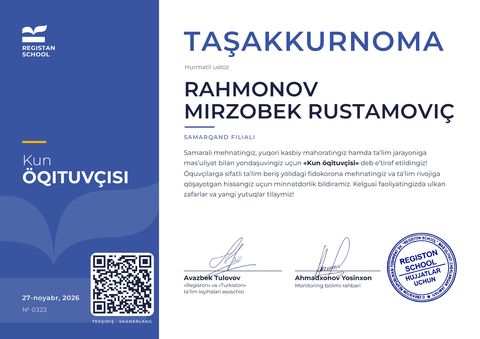 REGISTAN
SCHOOL
Kun
ÖQITUVÇISI
27-noyabr, 2026
№ 0323
TEKŞIRIŞ - SKANERLANG
TAŞAKKURNOMA
Hurmatli ustoz
RAHMONOV
MIRZOBEK RUSTAMOVIÇ
SAMARQAND FILIALI
Samarali mehnatingiz, yuqori kasbiy mahoratingiz hamda ta'lim jarayoniga
mas'uliyat bilan yondaşuvingiz uçun «Kun öqituvçisi» deb e'tirof etildingiz!
Öquvçilarga sifatli ta'lim beriş yölidagi fidokorona mehnatingiz va ta'lim rivojiga
qöşayotgan hissangiz uçun minnatdorlik bildiramiz. Kelgusi faoliyatingizda ulkan
zafarlar va yangi yutuqlar tilaymiz!
Avazbek Tulovov
«Registon» va «Turkiston»
ta'lim loyihalari asosçisi
Ahmadxonov Yosinxon
Monitoring bölimi rahbari
REGISTON
SCHOOL
HUJJATLAR
UCHUN